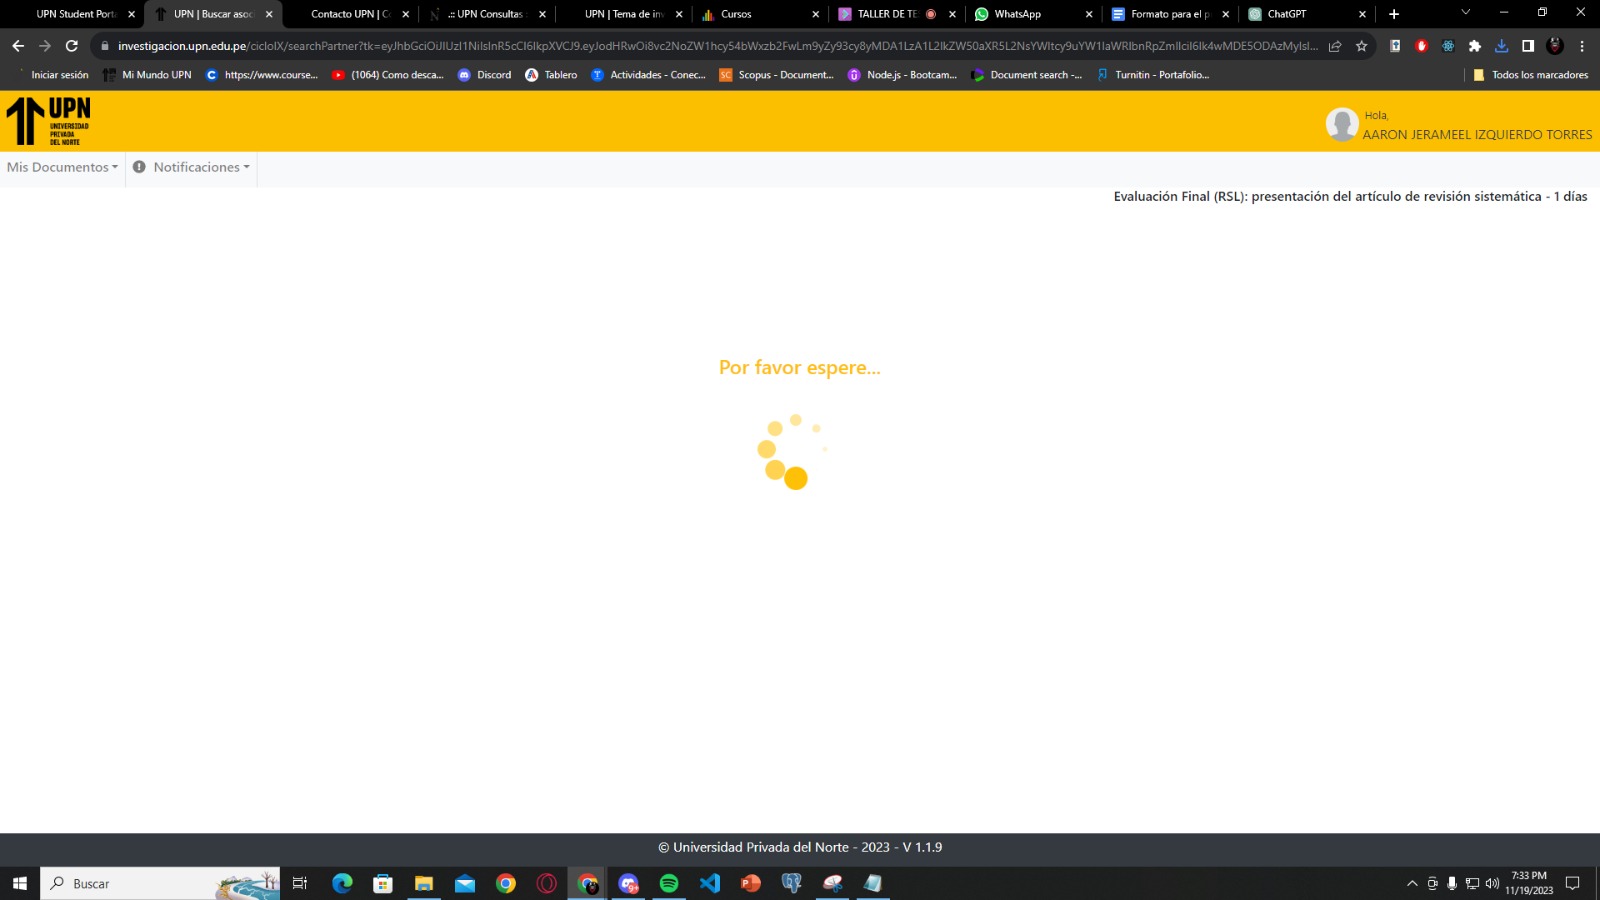 UPN Student Porta
UPN | Buscar asoc
Contacto UPN | C
.:: UPN Consultas :
UPN | Tema de inv
Cursos
TALLER DE TE
WhatsApp
Formato para el p
ChatGPT
investigacion.upn.edu.pe/cicloIX/searchPartner?tk=
Iniciar sesión
Mi Mundo UPN
https://www.course...
(1064) Como desca...
Discord
Tablero
Actividades - Conec...
Scopus - Document...
Node.js - Bootcam...
Document search -...
Turnitin - Portafolio...
Todos los marcadores
UPN
UNIVERSIDAD
PRIVADA
DEL NORTE
Hola,
AARON JERAMEEL IZQUIERDO TORRES
Mis Documentos
Notificaciones
Evaluación Final (RSL): presentación del artículo de revisión sistemática - 1 días
Por favor espere...
© Universidad Privada del Norte - 2023 - V 1.1.9
Buscar
7:33 PM
11/19/2023